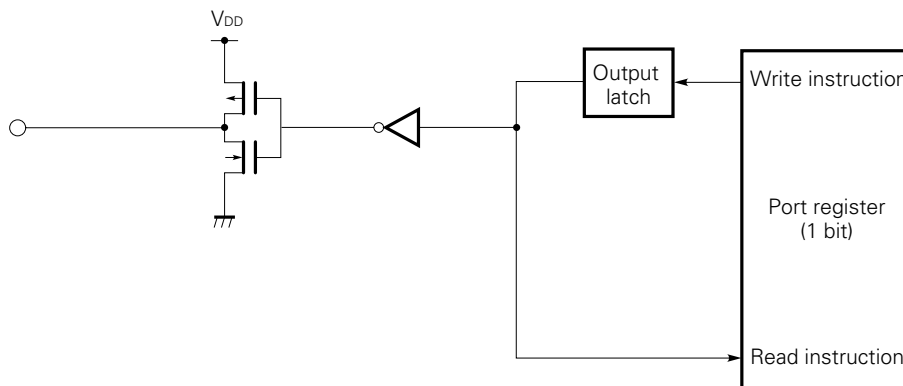 VDD
Output
latch
Write instruction
Port register
(1 bit)
Read instruction